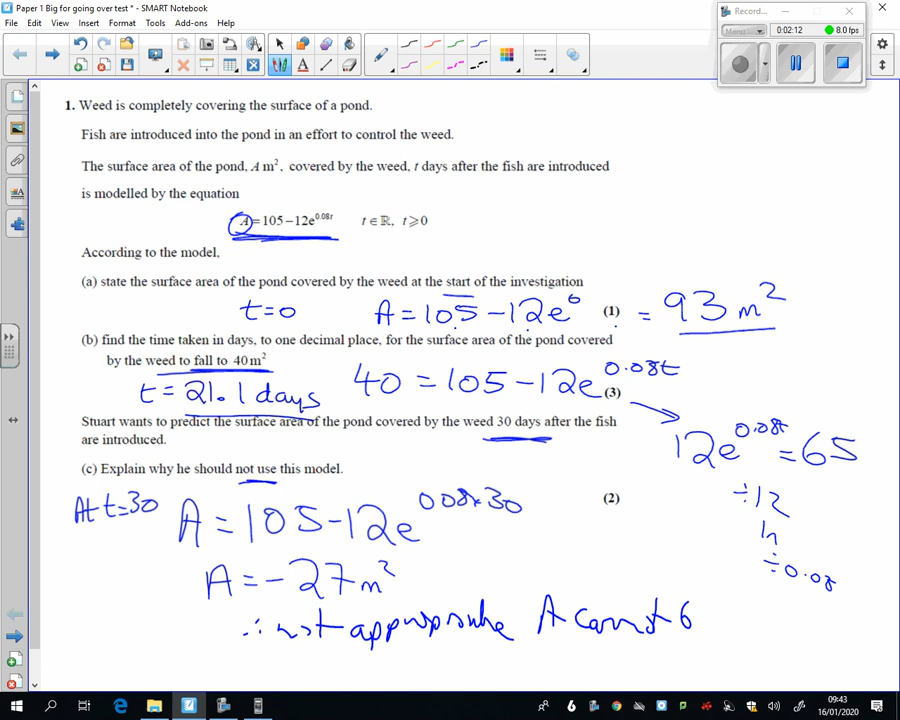 Paper 1 Big for going over test * - SMART Notebook
File Edit View Insert Format Tools Add-ons Help
Record...
Menu
0:02:12
8.0 fps
1. Weed is completely covering the surface of a pond.
Fish are introduced into the pond in an effort to control the weed.
The surface area of the pond, A m², covered by the weed, t days after the fish are introduced
is modelled by the equation
A = 105 – 12e^0.08t t ∈ ℝ, t ⩾ 0
According to the model,
(a) state the surface area of the pond covered by the weed at the start of the investigation
t=0 A = 105 – 12e^0 (1) = 93 m²
(b) find the time taken in days, to one decimal place, for the surface area of the pond covered
by the weed to fall to 40 m²
t = 21.1 days 40 = 105 – 12e^0.08t (3)
12e^0.08t = 65
÷12
ln
÷0.08
Stuart wants to predict the surface area of the pond covered by the weed 30 days after the fish
are introduced.
(c) Explain why he should not use this model.
(2)
At t=30 A = 105 – 12e^0.08×30
A = –27m²
∴ not appropriate A cannot b
09:43
16/01/2020